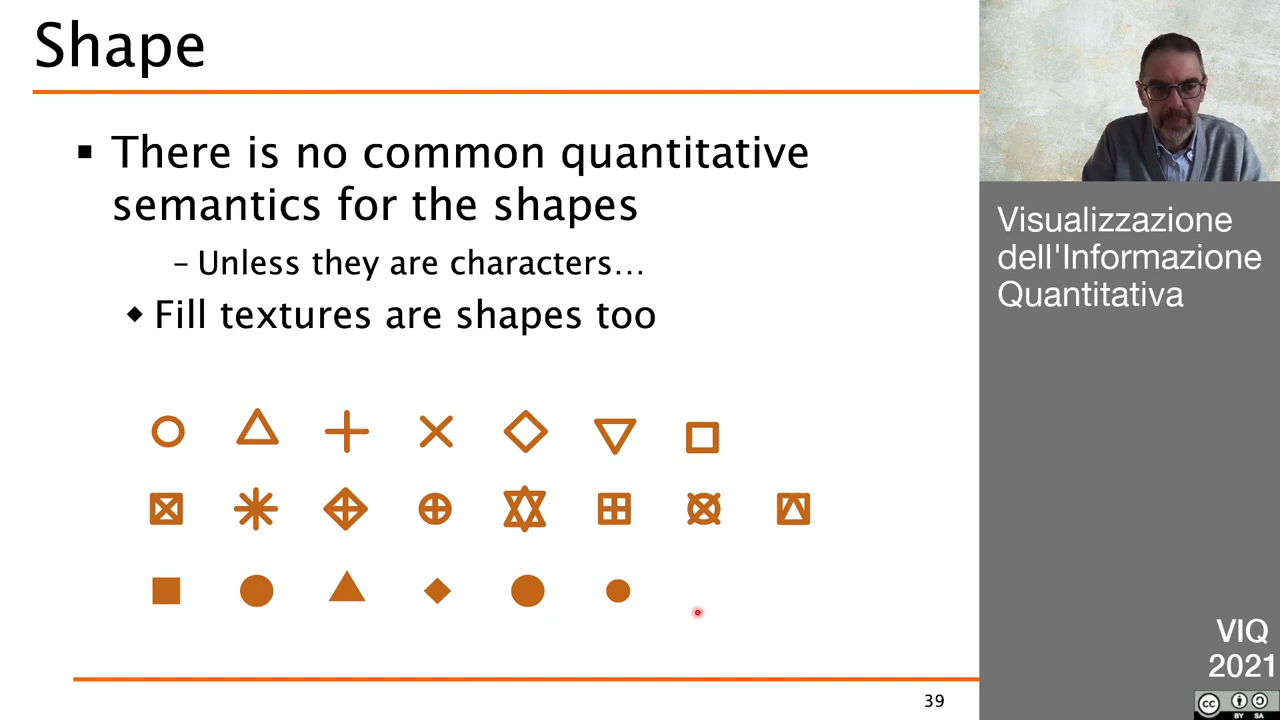 Shape
▪ There is no common quantitative
semantics for the shapes
– Unless they are characters…
◆ Fill textures are shapes too
39
Visualizzazione
dell'Informazione
Quantitativa
VIQ
2021
cc
BY SA